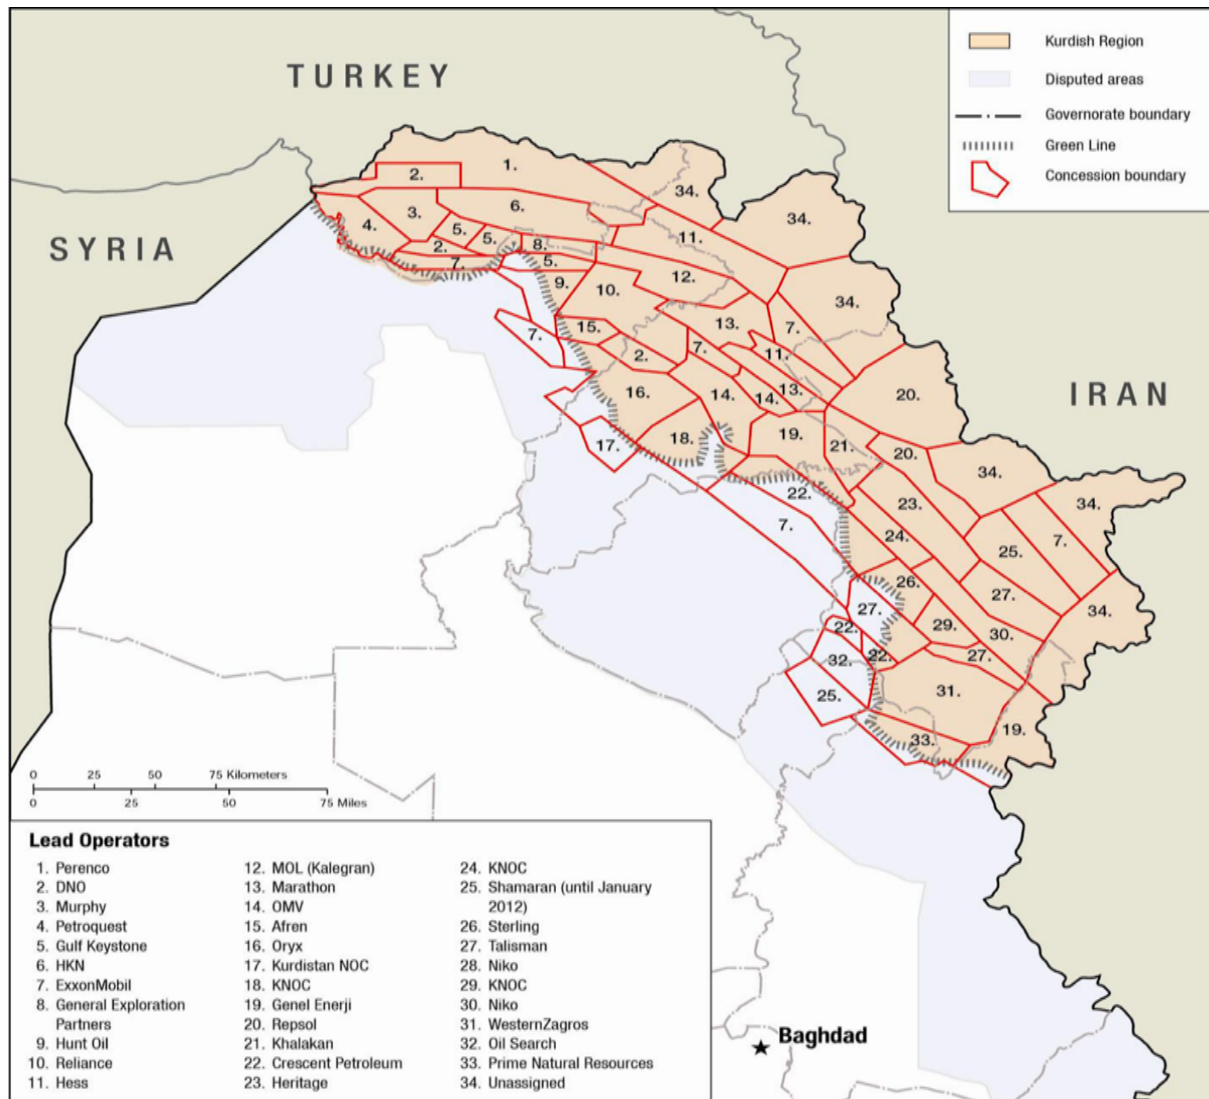 TURKEY
SYRIA
IRAN
Kurdish Region
Disputed areas
Governorate boundary
Green Line
Concession boundary
1.
2.
34.
34.
3.
6.
4.
5.
5.
11.
2.
8.
7.
5.
12.
9.
10.
34.
15.
13.
7.
7.
2.
7.
11.
16.
14.
14.
13.
20.
17.
18.
19.
21.
20.
34.
22.
23.
34.
7.
24.
25.
7.
26.
27.
27.
29.
34.
22.
30.
32.
22.
27.
25.
31.
33.
19.
0 25 50 75 Kilometers
0 25 50 75 Miles
Lead Operators
1. Perenco
2. DNO
3. Murphy
4. Petroquest
5. Gulf Keystone
6. HKN
7. ExxonMobil
8. General Exploration
Partners
9. Hunt Oil
10. Reliance
11. Hess
12. MOL (Kalegran)
13. Marathon
14. OMV
15. Afren
16. Oryx
17. Kurdistan NOC
18. KNOC
19. Genel Enerji
20. Repsol
21. Khalakan
22. Crescent Petroleum
23. Heritage
24. KNOC
25. Shamaran (until January
2012)
26. Sterling
27. Talisman
28. Niko
29. KNOC
30. Niko
31. WesternZagros
32. Oil Search
33. Prime Natural Resources
34. Unassigned
Baghdad